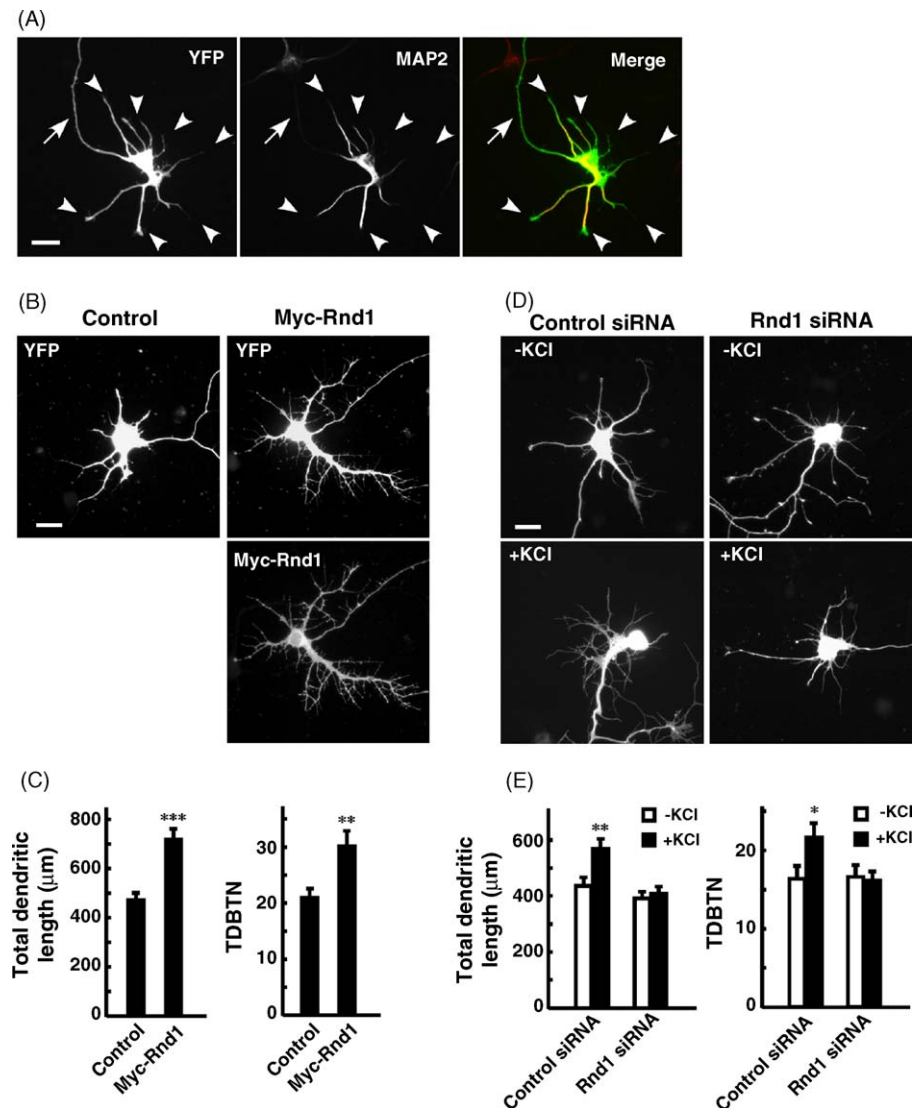 (A)
YFP
MAP2
Merge
(B)
Control
Myc-Rnd1
YFP
YFP
Myc-Rnd1
(D)
Control siRNA
Rnd1 siRNA
-KCl
-KCl
+KCl
+KCl
(C)
Total dendritic
length (μm)
800
600
400
200
0
***
Control
Myc-Rnd1
TDBTN
30
20
10
0
**
Control
Myc-Rnd1
(E)
Total dendritic
length (μm)
600
400
200
0
**
-KCl
+KCl
Control siRNA
Rnd1 siRNA
TDBTN
20
10
0
*
-KCl
+KCl
Control siRNA
Rnd1 siRNA